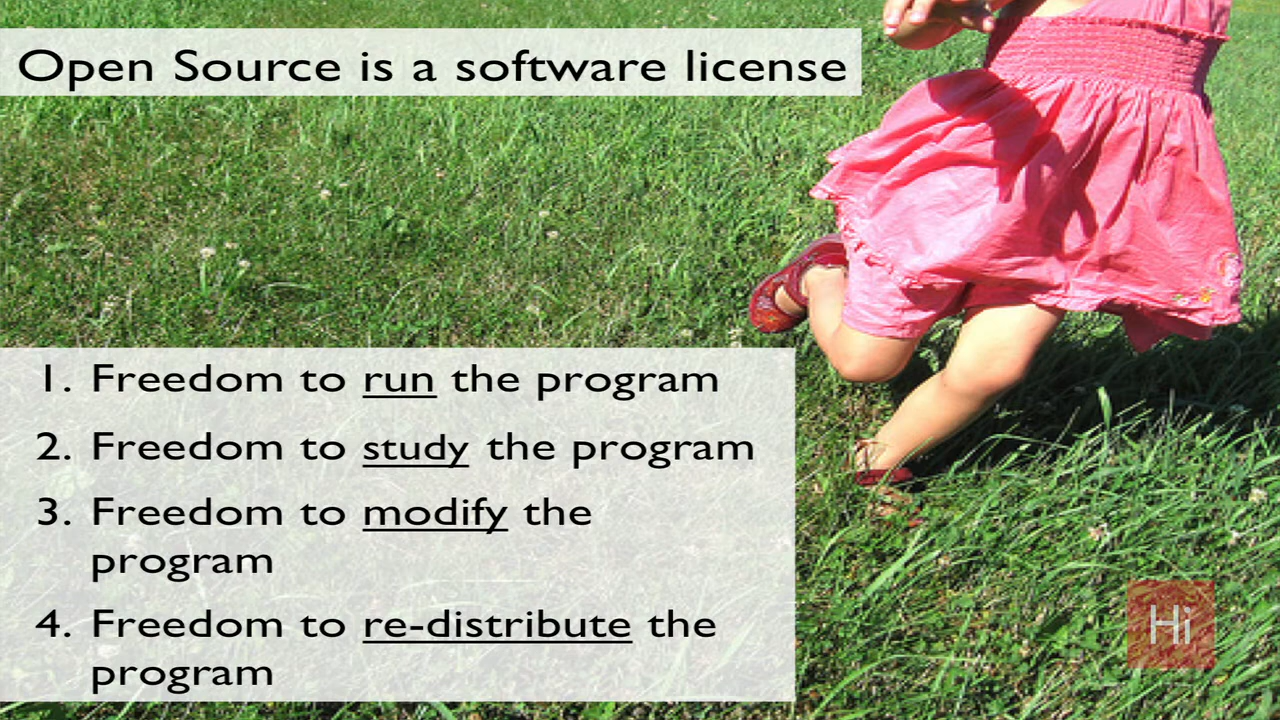 Open Source is a software license
1. Freedom to run the program
2. Freedom to study the program
3. Freedom to modify the
program
4. Freedom to re-distribute the
program
Hi